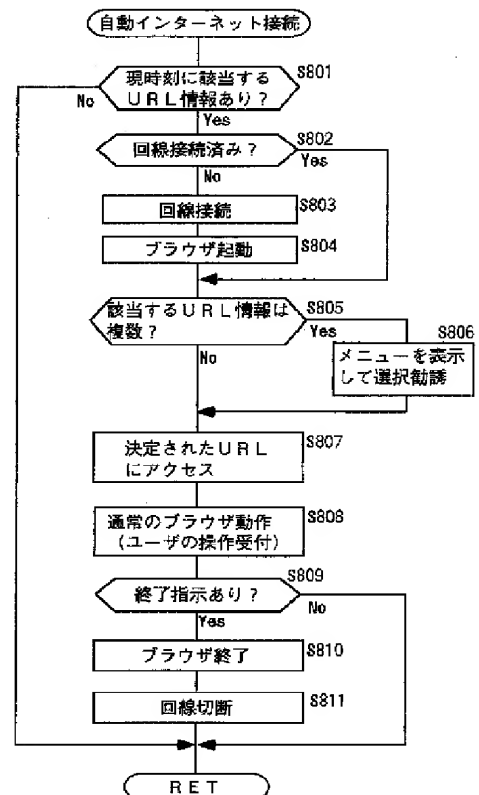 自動インターネット接続
現時刻に該当する
URL情報あり?
S801
No
Yes
回線接続済み?
S802
Yes
No
回線接続
S803
ブラウザ起動
S804
該当するURL情報は
複数?
S805
Yes
S806
No
メニューを表示
して選択勧誘
決定されたURL
にアクセス
S807
通常のブラウザ動作
(ユーザの操作受付)
S808
終了指示あり?
S809
No
Yes
ブラウザ終了
S810
回線切断
S811
RET